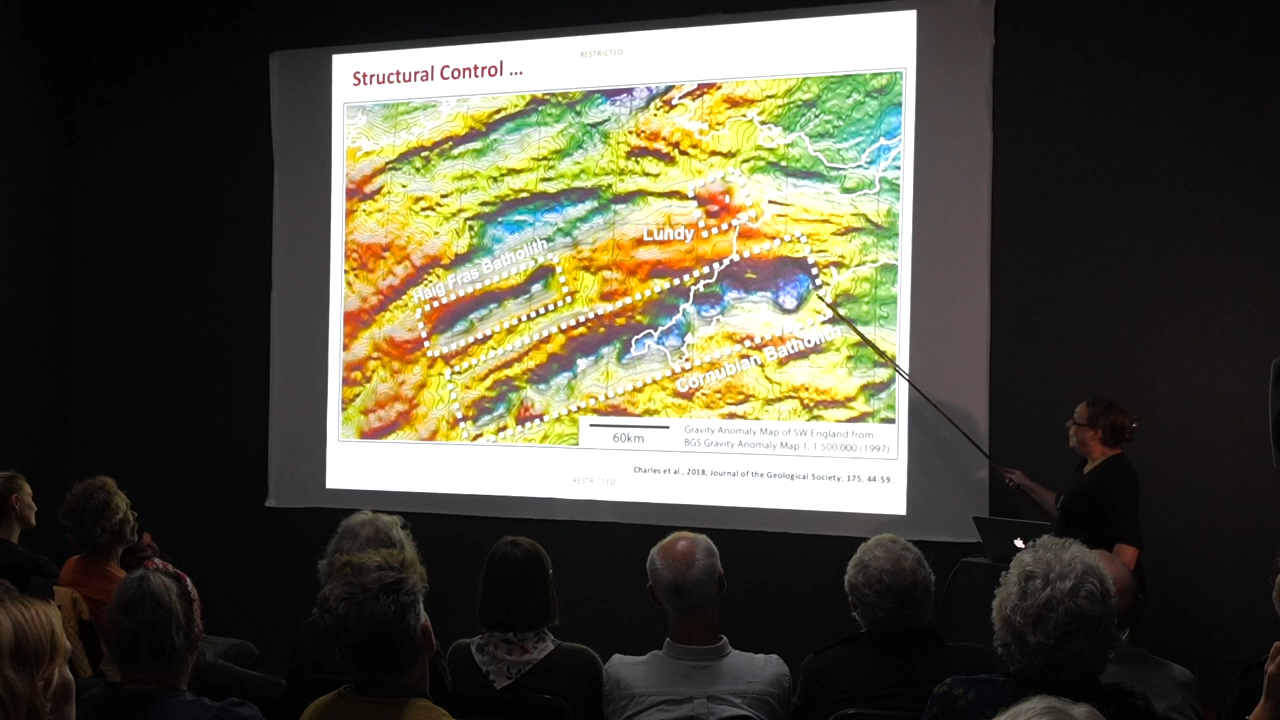 RESTRICTED
Structural Control ...
Lundy
Haig Fras Batholith
Cornubian Batholith
60km
Gravity Anomaly Map of SW England from
BGS Gravity Anomaly Map 1; 1 500,000 (1997)
Charles et al., 2018, Journal of the Geological Society, 175, 44-59.
RESTRICTED